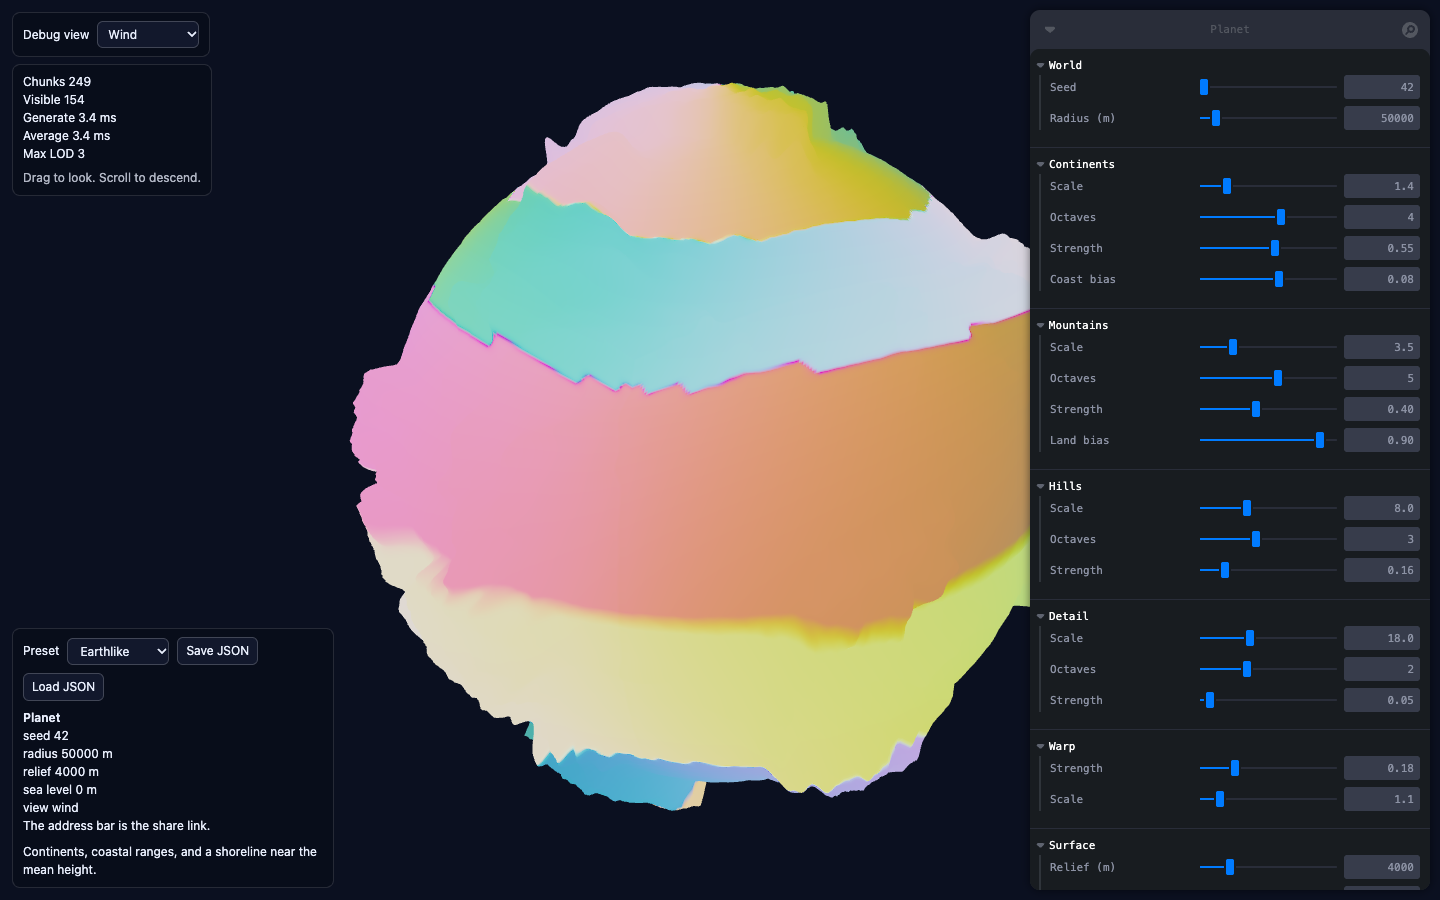 Debug view Wind
Chunks 249
Visible 154
Generate 3.4 ms
Average 3.4 ms
Max LOD 3
Drag to look. Scroll to descend.
Preset Earthlike Save JSON
Load JSON
Planet
seed 42
radius 50000 m
relief 4000 m
sea level 0 m
view wind
The address bar is the share link.
Continents, coastal ranges, and a shoreline near the
mean height.
Planet
World
Seed 42
Radius (m) 50000
Continents
Scale 1.4
Octaves 4
Strength 0.55
Coast bias 0.08
Mountains
Scale 3.5
Octaves 5
Strength 0.40
Land bias 0.90
Hills
Scale 8.0
Octaves 3
Strength 0.16
Detail
Scale 18.0
Octaves 2
Strength 0.05
Warp
Strength 0.18
Scale 1.1
Surface
Relief (m) 4000